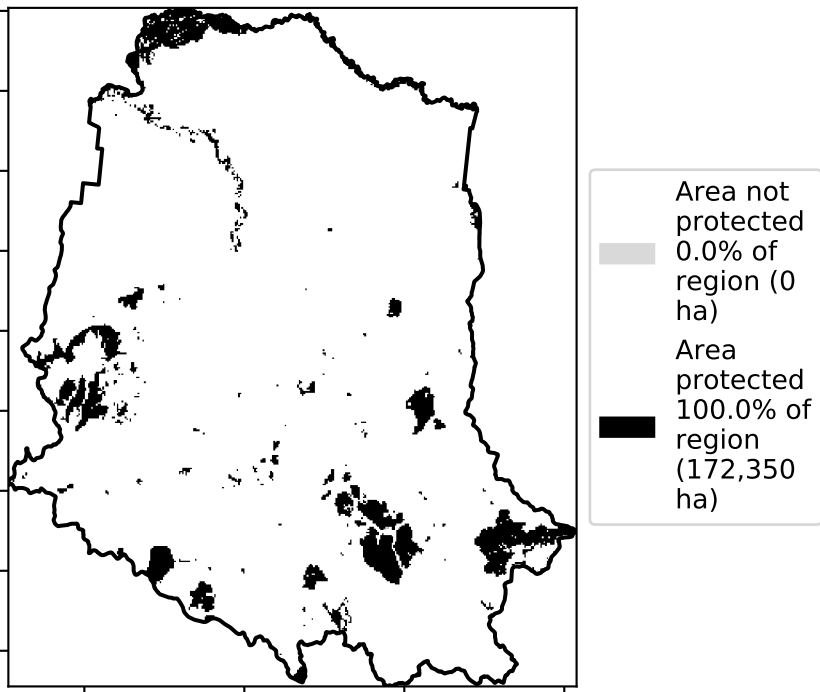 Area not
protected
0.0% of
region (0
ha)
Area
protected
100.0% of
region
(172,350
ha)